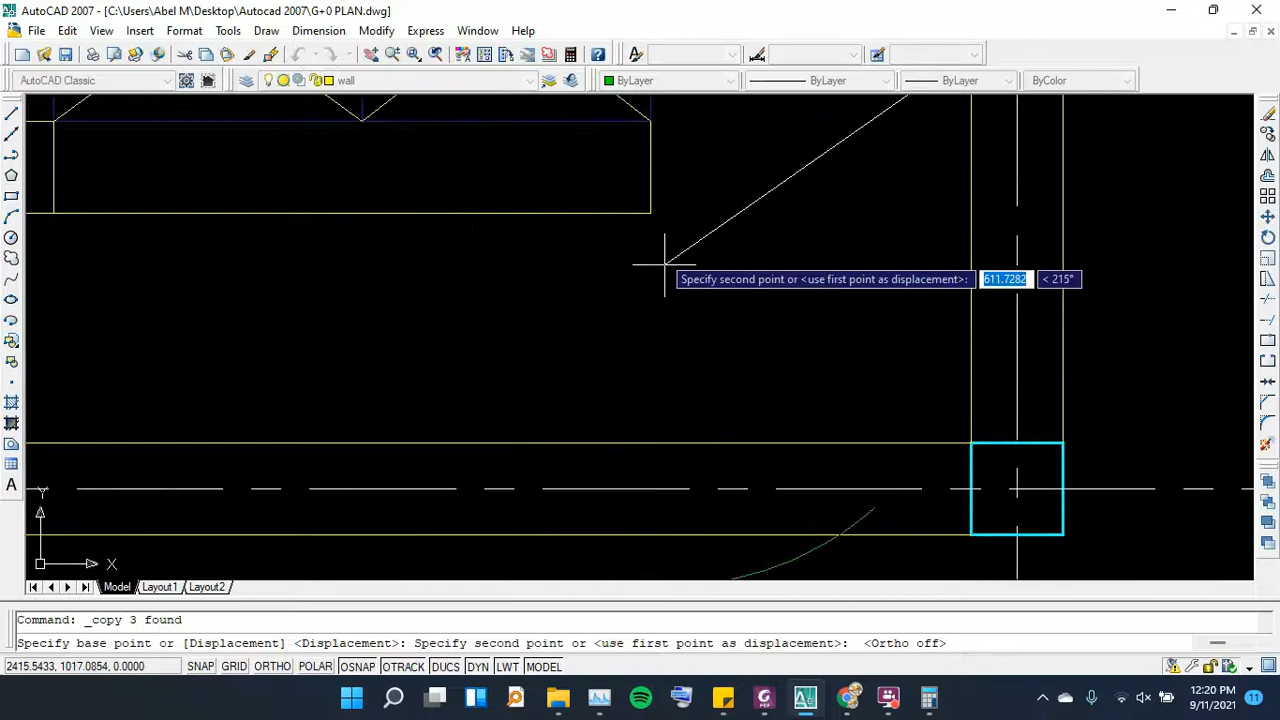 AutoCAD 2007 - [C:\Users\Abel M\Desktop\Autocad 2007\G+0 PLAN.dwg]
File Edit View Insert Format Tools Draw Dimension Modify Express Window Help
AutoCAD Classic wall ByLayer ByLayer ByLayer ByColor
Specify second point or <use first point as displacement>: 611.7282 < 215°
A
Y
X
Model Layout1 Layout2
Command: _copy 3 found
Specify base point or [Displacement] <Displacement>: Specify second point or <use first point as displacement>: <Ortho off>
2415.5433, 1017.0854, 0.0000 SNAP GRID ORTHO POLAR OSNAP OTRACK DUCS DYN LWT MODEL
12:20 PM
9/11/2021
11